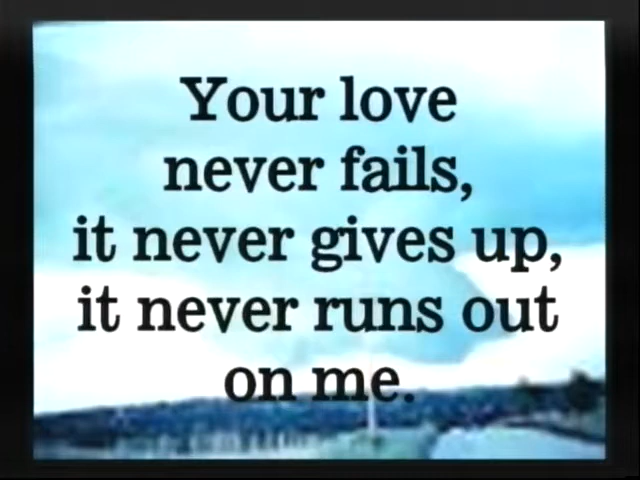 Your love
never fails,
it never gives up,
it never runs out
on me.